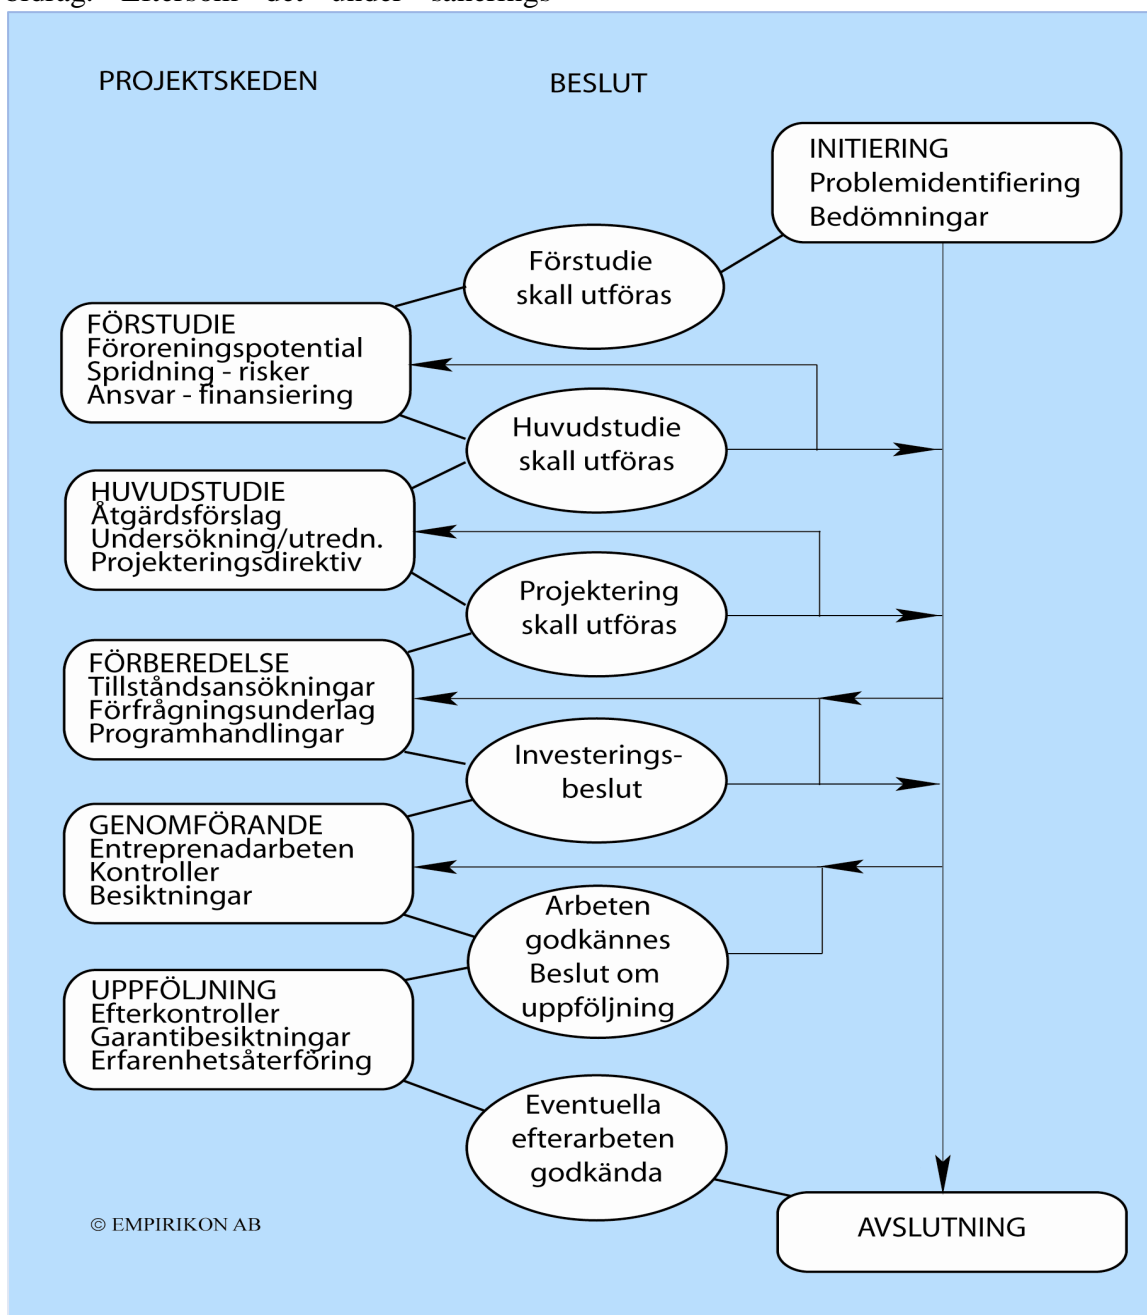 PROJEKTSKEDEN
BESLUT
INITIERING
Problemidentifiering
Bedömningar
Förstudie
skall utföras
FÖRSTUDIE
Föroreningspotential
Spridning - risker
Ansvar - finansiering
Huvudstudie
skall utföras
HUVUDSTUDIE
Åtgärdsförslag
Undersökning/utredn.
Projekteringsdirektiv
Projektering
skall utföras
FÖRBEREDELSE
Tillståndsansökningar
Förfrågningsunderlag
Programhandlingar
Investerings-
beslut
GENOMFÖRANDE
Entreprenadarbeten
Kontroller
Besiktningar
Arbeten
godkännes
Beslut om
uppföljning
UPPFÖLJNING
Efterkontroller
Garantibesiktningar
Erfarenhetsåterföring
Eventuella
efterarbeten
godkända
AVSLUTNING
© EMPIRIKON AB